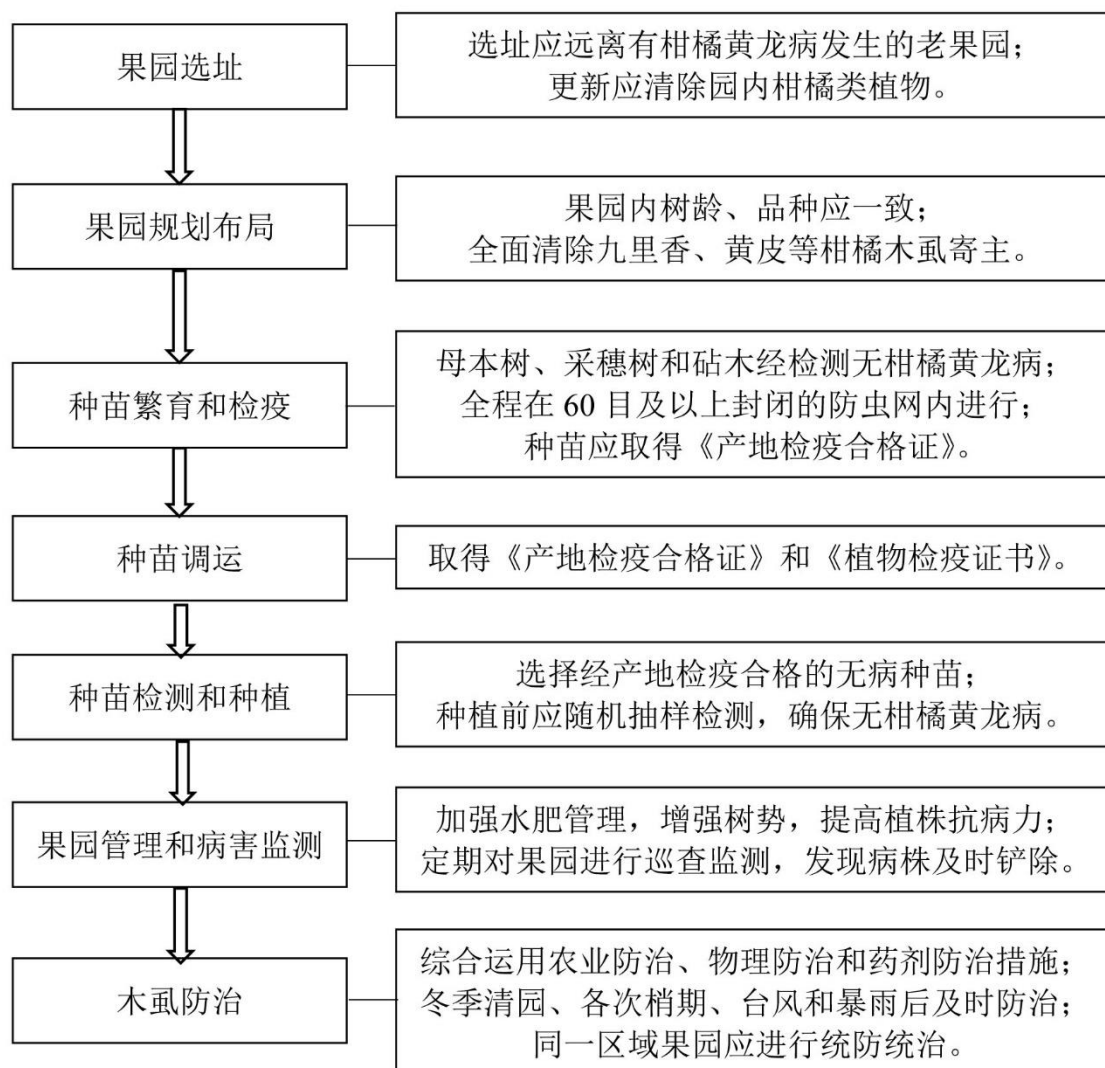 果园选址
选址应远离有柑橘黄龙病发生的老果园；
更新应清除园内柑橘类植物。
果园规划布局
果园内树龄、品种应一致；
全面清除九里香、黄皮等柑橘木虱寄主。
种苗繁育和检疫
母本树、采穗树和砧木经检测无柑橘黄龙病；
全程在 60 目及以上封闭的防虫网内进行；
种苗应取得《产地检疫合格证》。
种苗调运
取得《产地检疫合格证》和《植物检疫证书》。
种苗检测和种植
选择经产地检疫合格的无病种苗；
种植前应随机抽样检测，确保无柑橘黄龙病。
果园管理和病害监测
加强水肥管理，增强树势，提高植株抗病力；
定期对果园进行巡查监测，发现病株及时铲除。
木虱防治
综合运用农业防治、物理防治和药剂防治措施；
冬季清园、各次梢期、台风和暴雨后及时防治；
同一区域果园应进行统防统治。